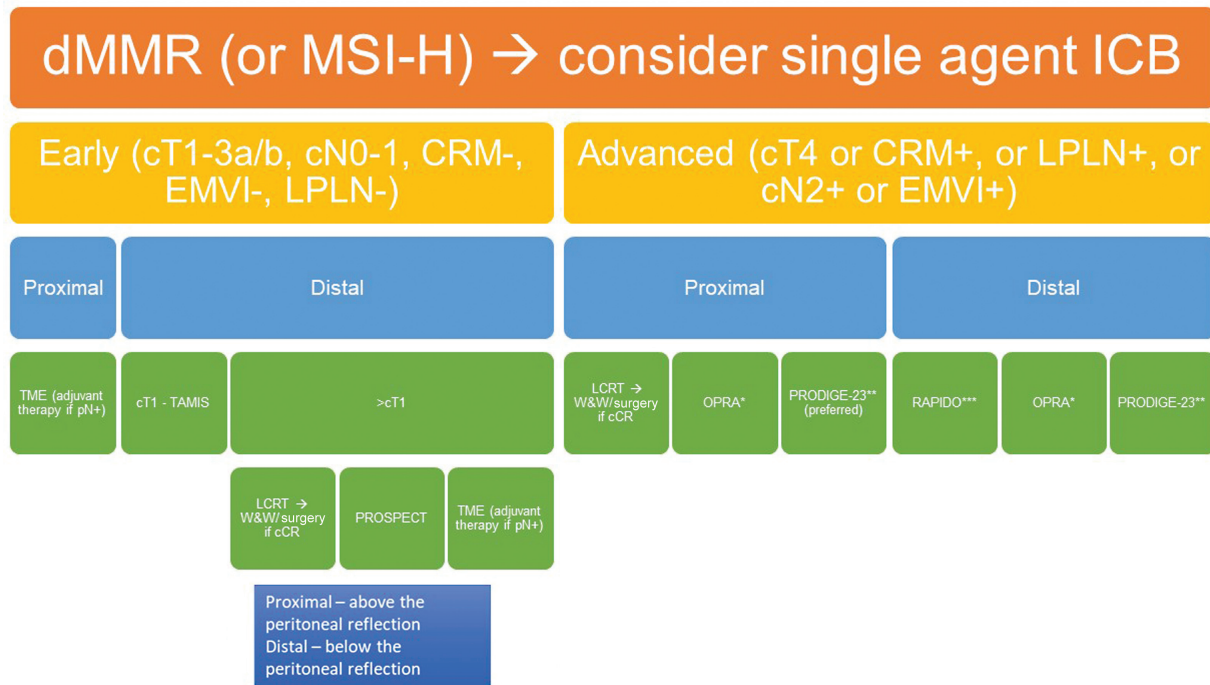 dMMR (or MSI-H) → consider single agent ICB
Early (cT1-3a/b, cN0-1, CRM-,
EMVI-, LPLN-)
Advanced (cT4 or CRM+, or LPLN+, or
cN2+ or EMVI+)
Proximal
Distal
Proximal
Distal
TME (adjuvant
therapy if pN+)
cT1 - TAMIS
>cT1
LCRT →
W&W/surgery
if cCR
OPRA*
PRODIGE-23**
(preferred)
RAPIDO***
OPRA*
PRODIGE-23**
LCRT →
W&W/surgery
if cCR
PROSPECT
TME (adjuvant
therapy if pN+)
Proximal – above the
peritoneal reflection
Distal – below the
peritoneal reflection